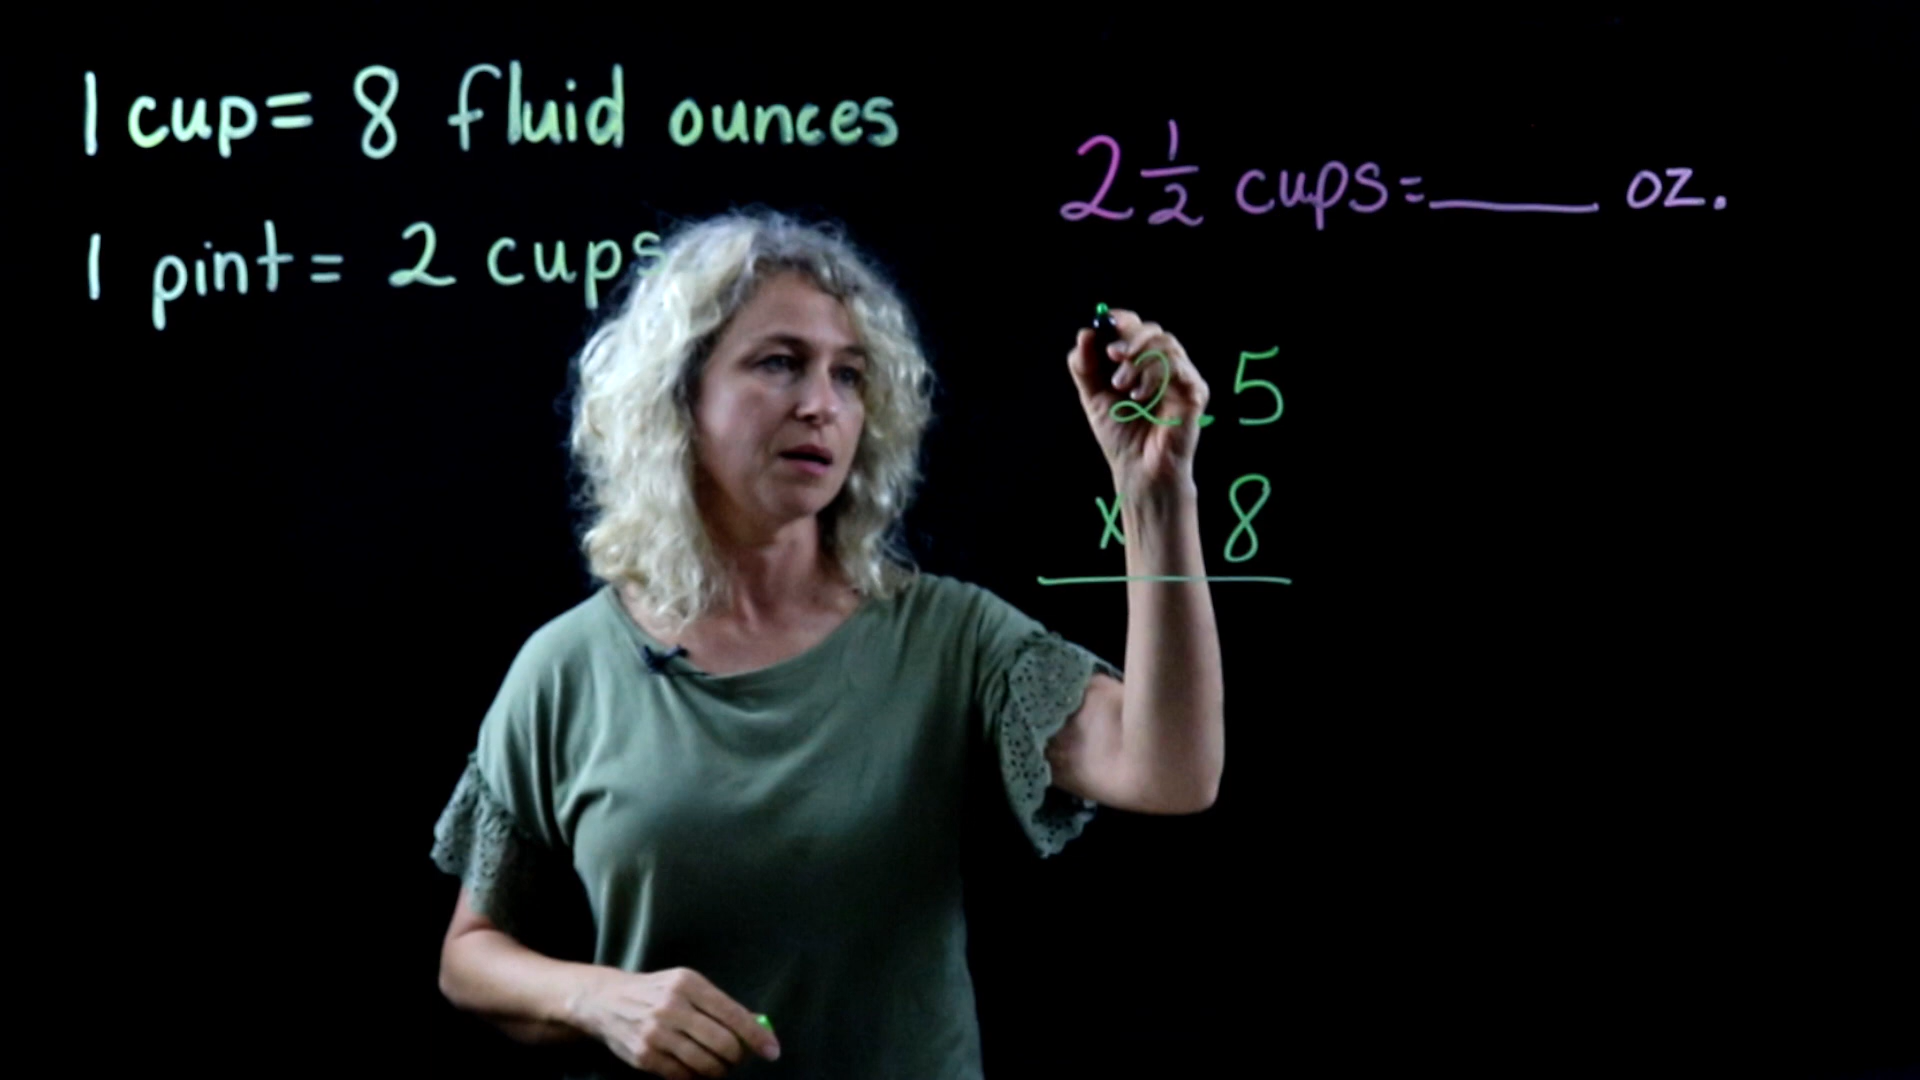 1 cup= 8 fluid ounces
1 pint= 2 cups
2 1/2 cups=____ oz.
2.5
x 8